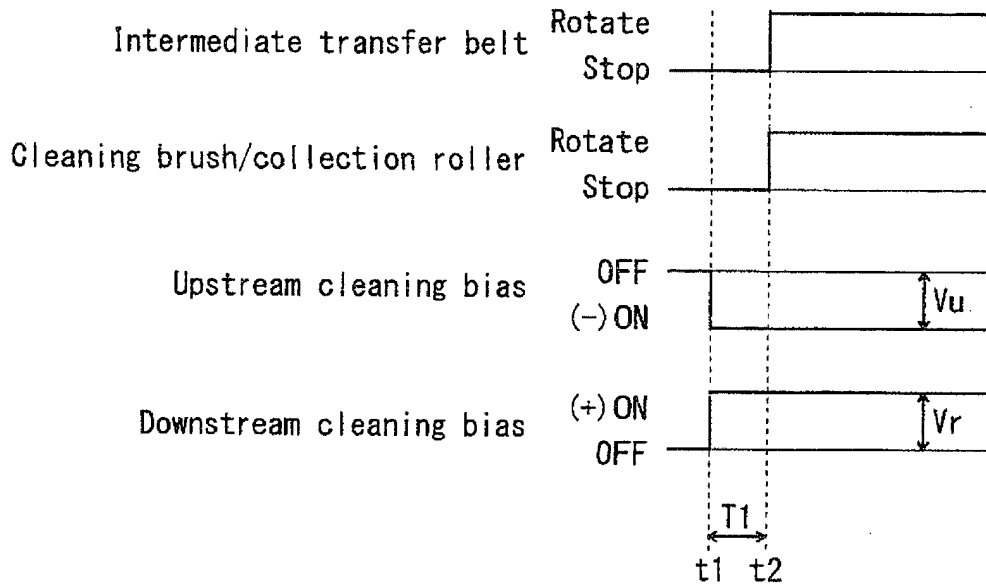 Intermediate transfer belt
Rotate
Stop
Cleaning brush/collection roller
Rotate
Stop
Upstream cleaning bias
OFF
(-)ON
Vu
Downstream cleaning bias
(+)ON
OFF
Vr
T1
t1 t2